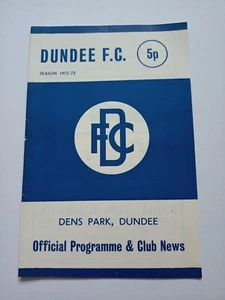 DUNDEE F.C.
5p
SEASON 1972-73
DFC
DENS PARK, DUNDEE
Official Programme & Club News